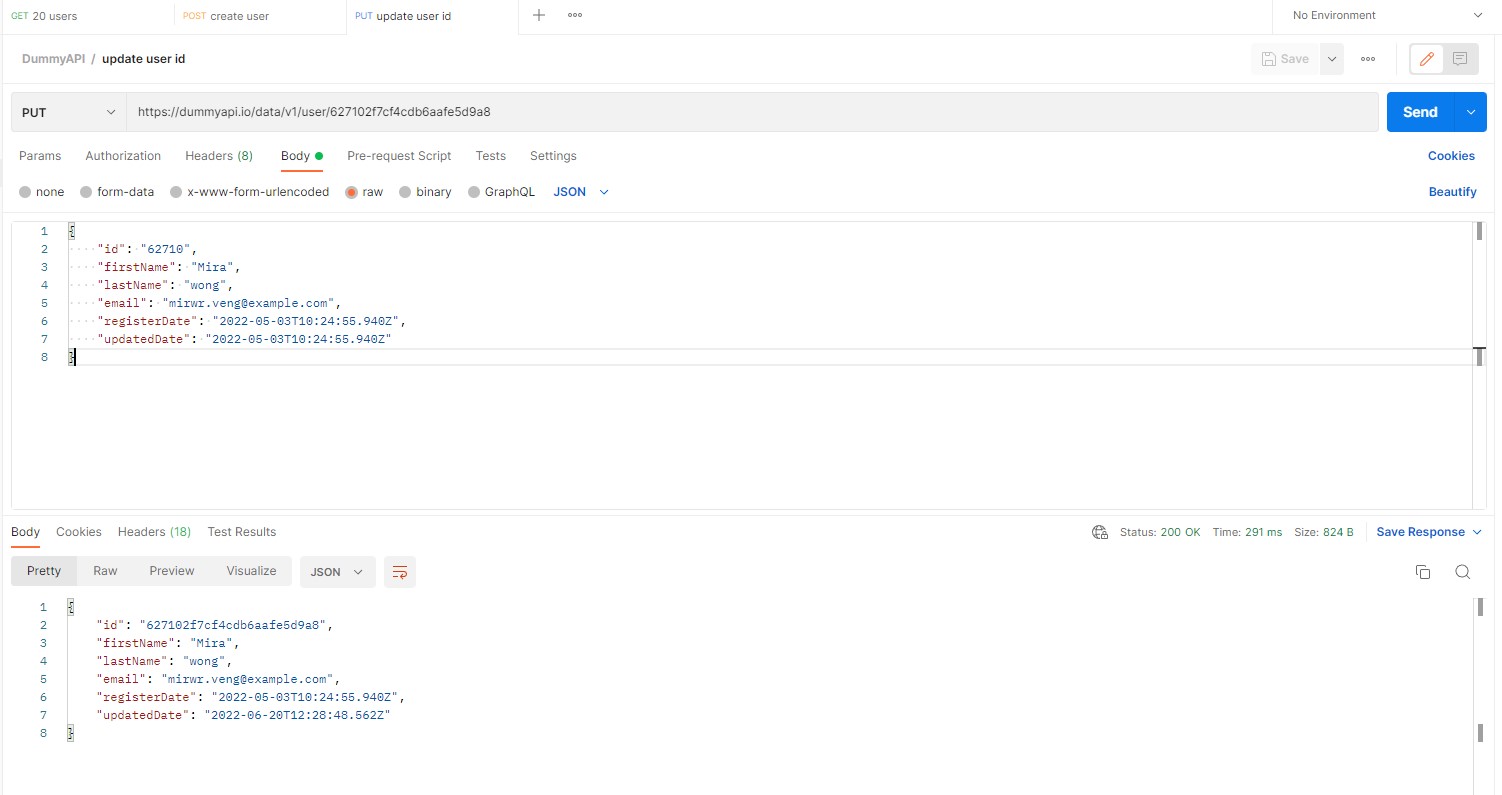 GET 20 users POST create user PUT update user id No Environment
DummyAPI / update user id Save
PUT https://dummyapi.io/data/v1/user/627102f7cf4cdb6aafe5d9a8 Send
Params Authorization Headers (8) Body Pre-request Script Tests Settings Cookies
none form-data x-www-form-urlencoded raw binary GraphQL JSON Beautify
1 {
2 "id": "62710",
3 "firstName": "Mira",
4 "lastName": "wong",
5 "email": "mirwr.veng@example.com",
6 "registerDate": "2022-05-03T10:24:55.940Z",
7 "updatedDate": "2022-05-03T10:24:55.940Z"
8 }
Body Cookies Headers (18) Test Results Status: 200 OK Time: 291 ms Size: 824 B Save Response
Pretty Raw Preview Visualize JSON
1 {
2 "id": "627102f7cf4cdb6aafe5d9a8",
3 "firstName": "Mira",
4 "lastName": "wong",
5 "email": "mirwr.veng@example.com",
6 "registerDate": "2022-05-03T10:24:55.940Z",
7 "updatedDate": "2022-06-20T12:28:48.562Z"
8 }